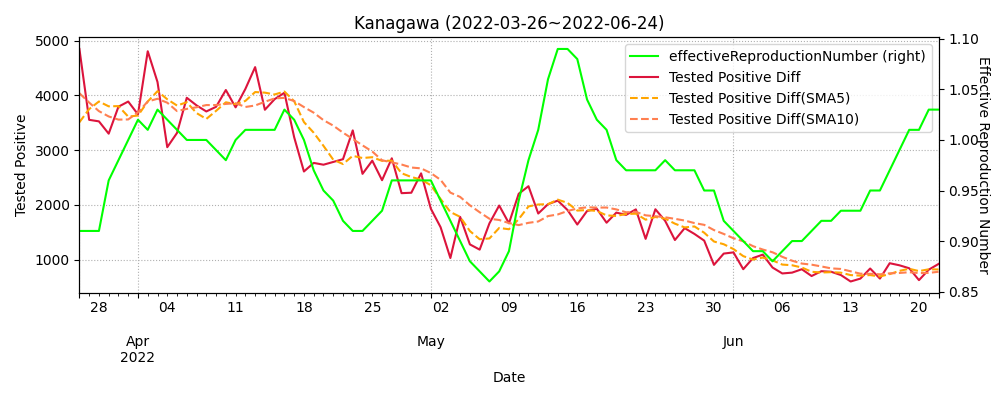 Kanagawa (2022-03-26~2022-06-24)
effectiveReproductionNumber (right)
Tested Positive Diff
Tested Positive Diff(SMA5)
Tested Positive Diff(SMA10)
Tested Positive
5000
4000
3000
2000
1000
1.10
1.05
1.00
0.95
0.90
0.85
Effective Reproduction Number
28 04 11 18 25 02 09 16 23 30 06 13 20
Apr May Jun
2022
Date